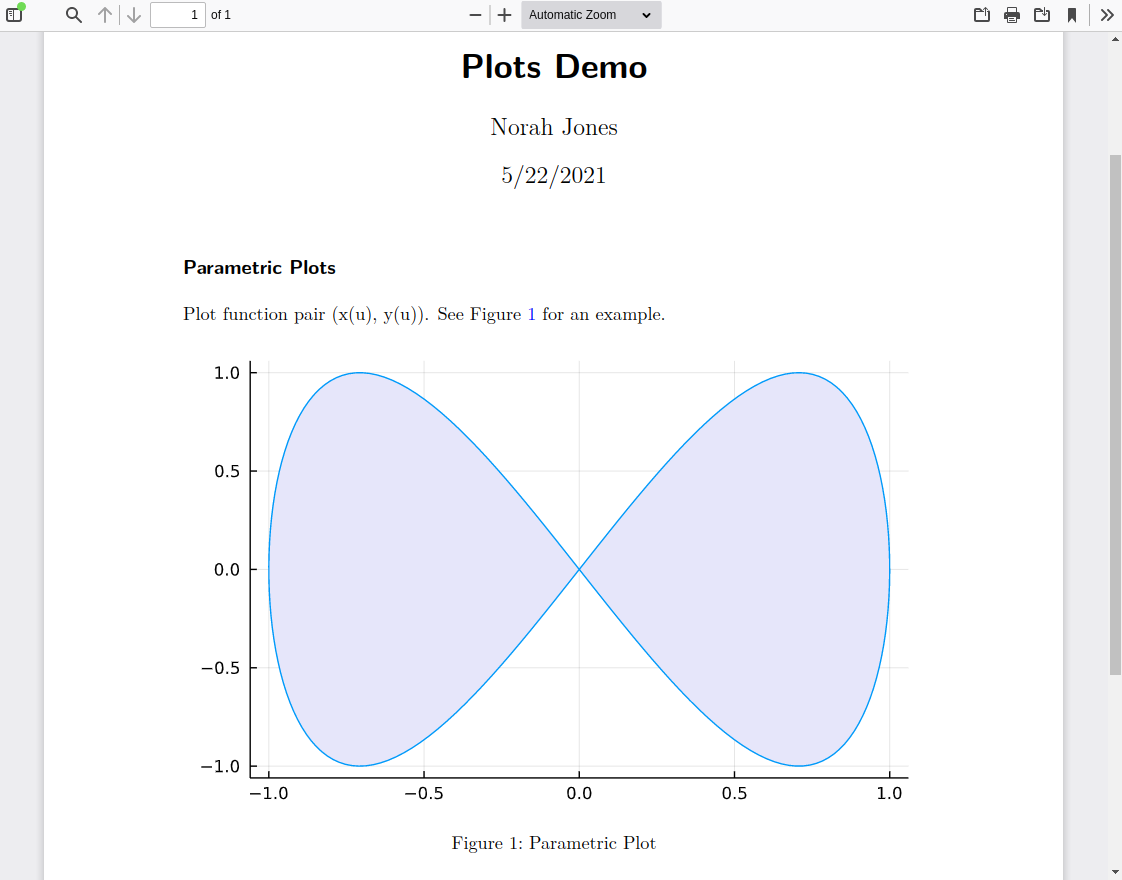 1 of 1 Automatic Zoom
Plots Demo
Norah Jones
5/22/2021
Parametric Plots
Plot function pair (x(u), y(u)). See Figure 1 for an example.
1.0
0.5
0.0
−0.5
−1.0
−1.0 −0.5 0.0 0.5 1.0
Figure 1: Parametric Plot